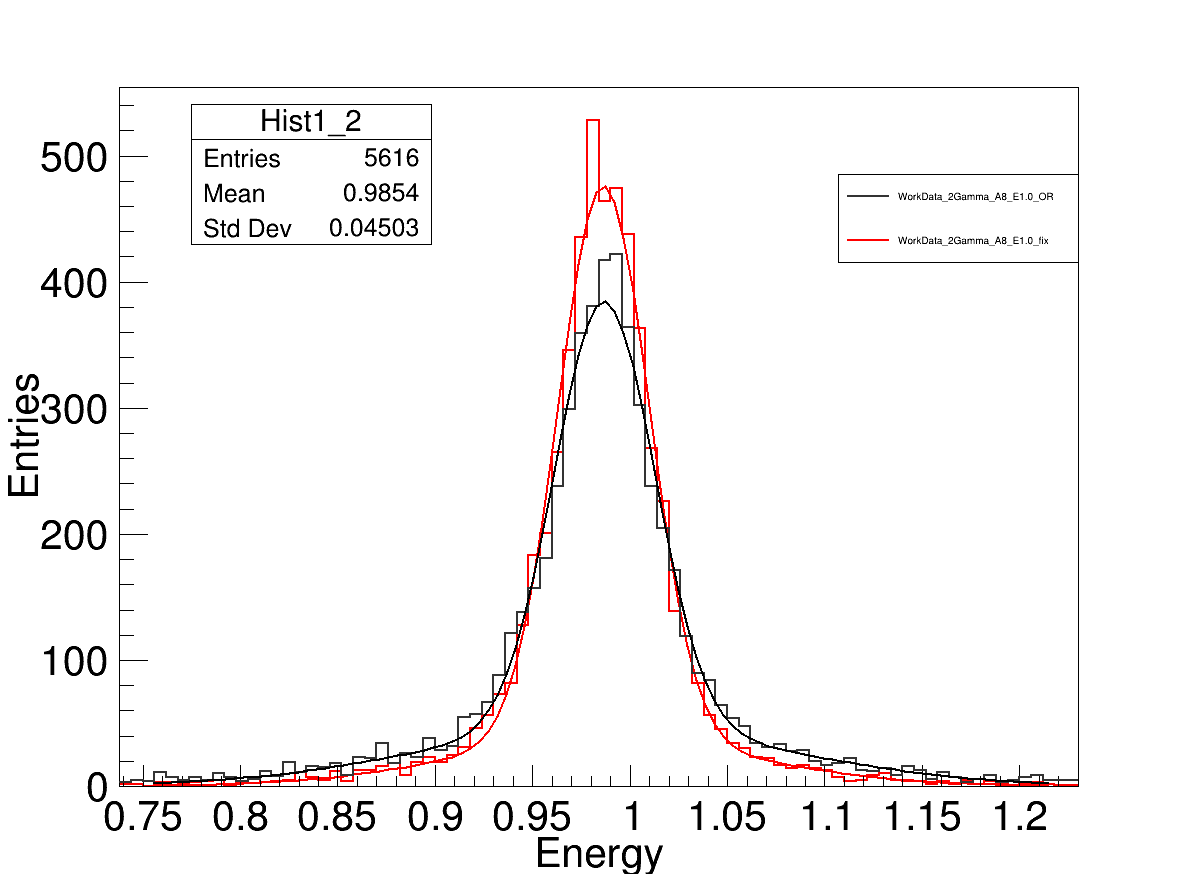 Hist1_2
Entries 5616
Mean 0.9854
Std Dev 0.04503
WorkData_2Gamma_A8_E1.0_OR
WorkData_2Gamma_A8_E1.0_fix
500
400
300
200
100
0
Entries
0.75 0.8 0.85 0.9 0.95 1 1.05 1.1 1.15 1.2
Energy